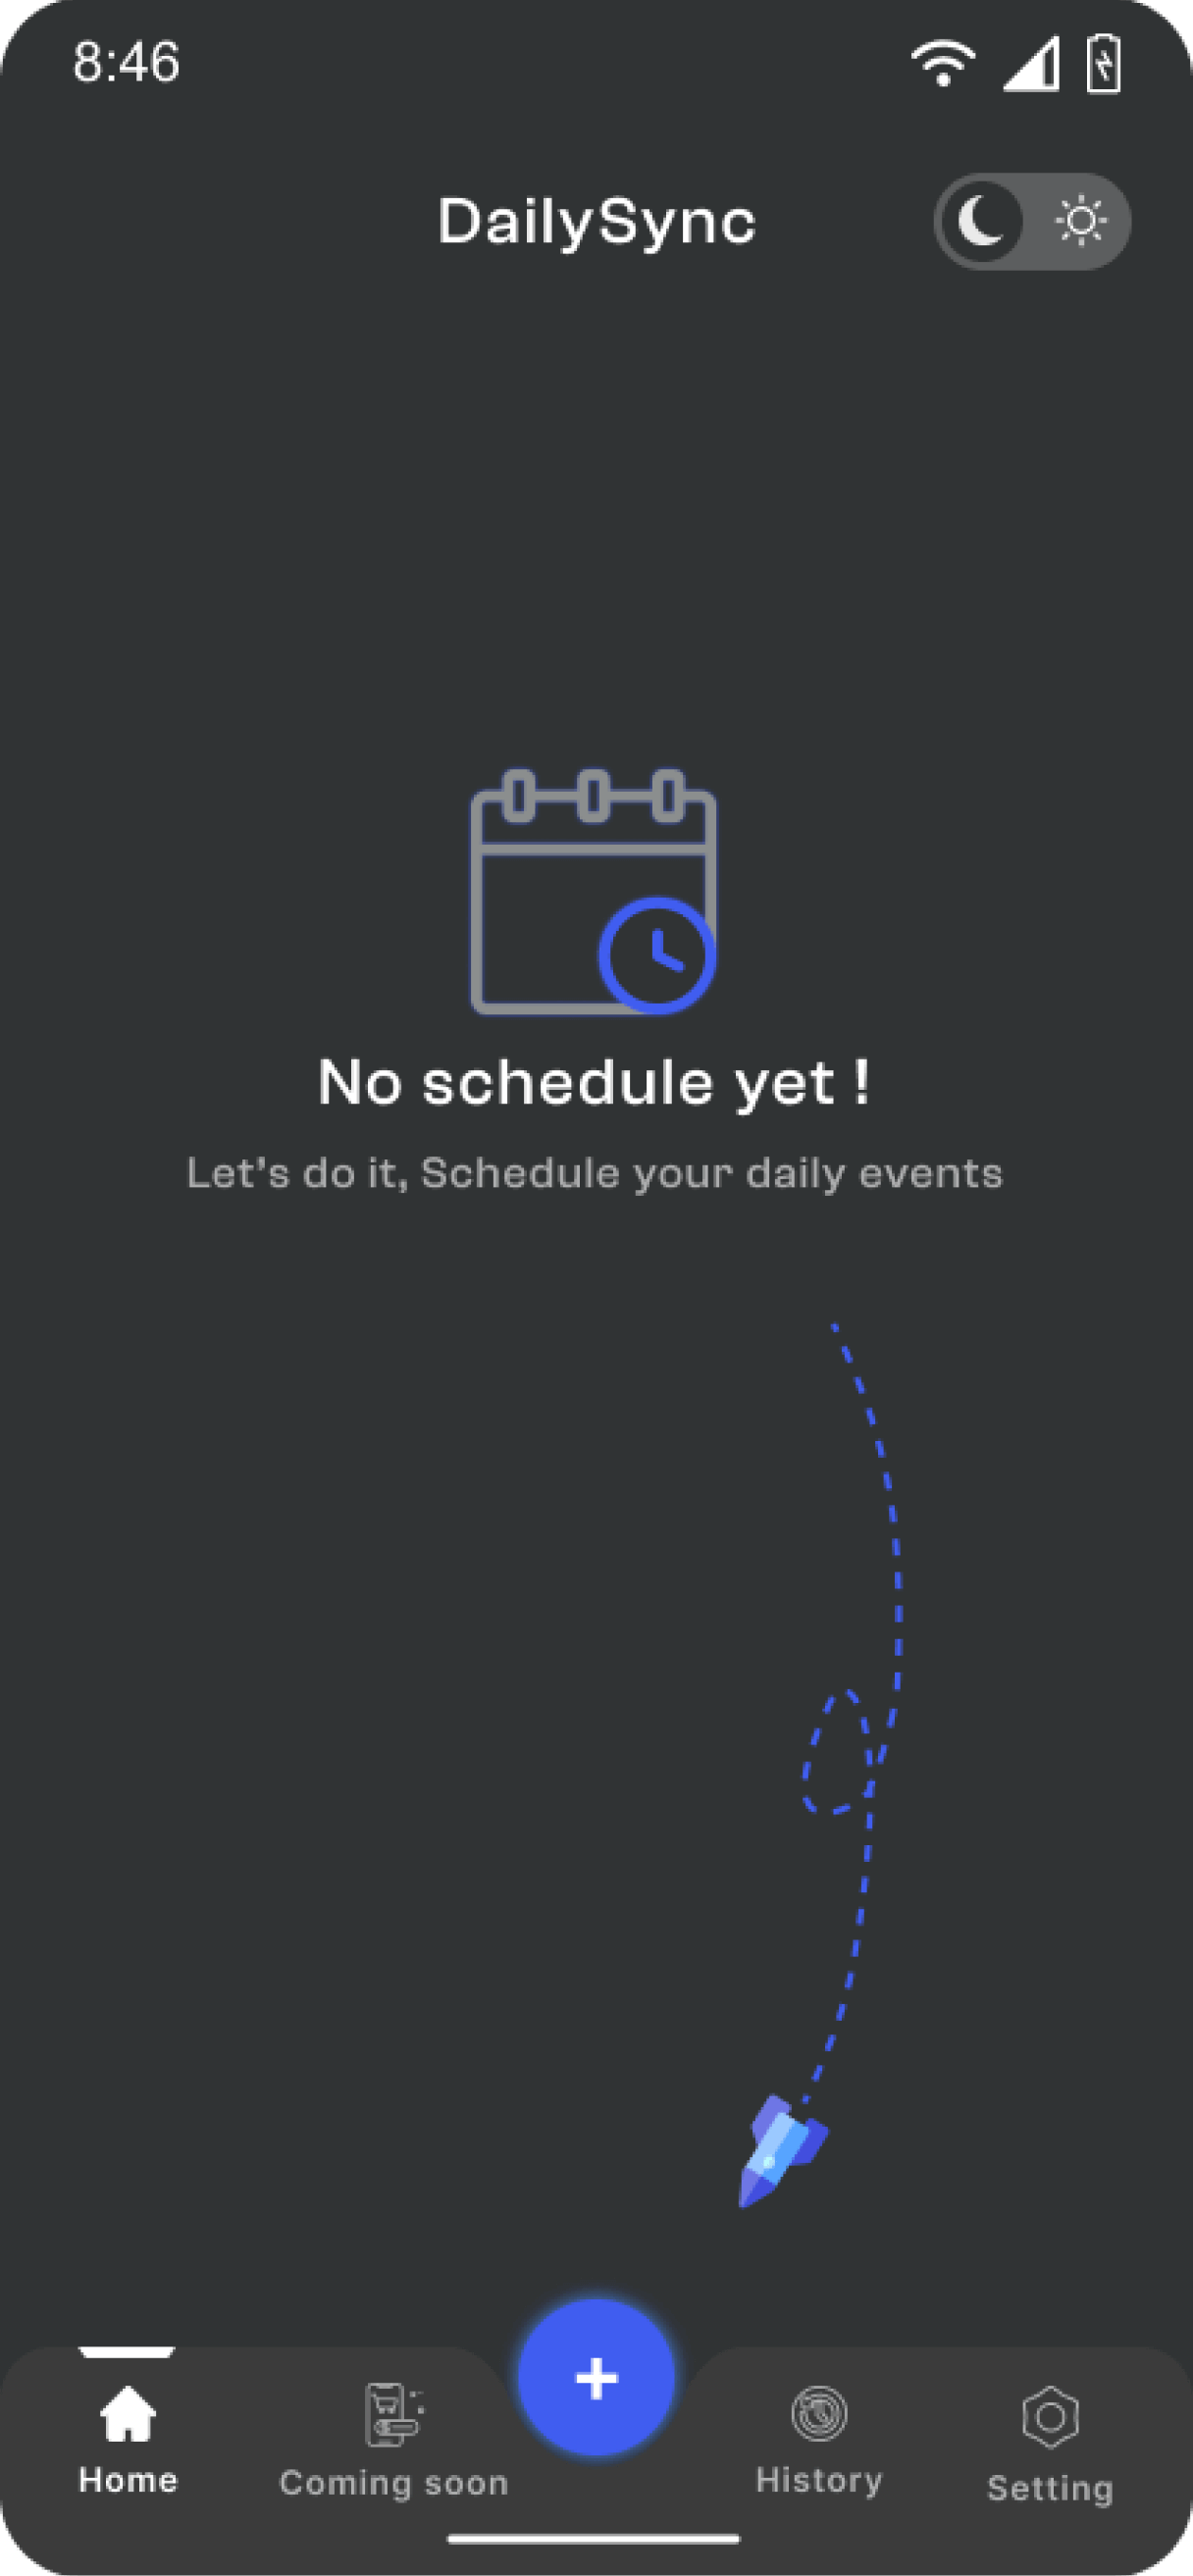 8:46
DailySync
No schedule yet !
Let's do it, Schedule your daily events
Home
Coming soon
History
Setting